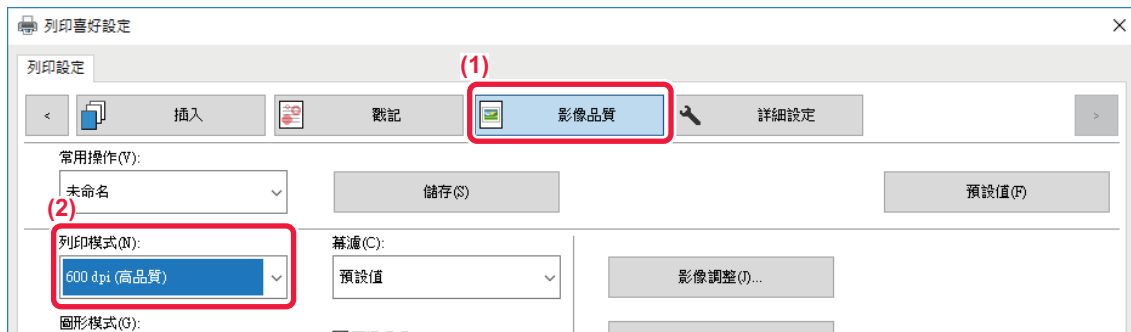 列印喜好設定
列印設定
(1)
<
插入
戳記
影像品質
詳細設定
>
常用操作(V):
未命名
儲存(S)
預設值(F)
(2)
列印模式(N):
幕濾(C):
600 dpi (高品質)
預設值
影像調整(J)...
圖形模式(G):